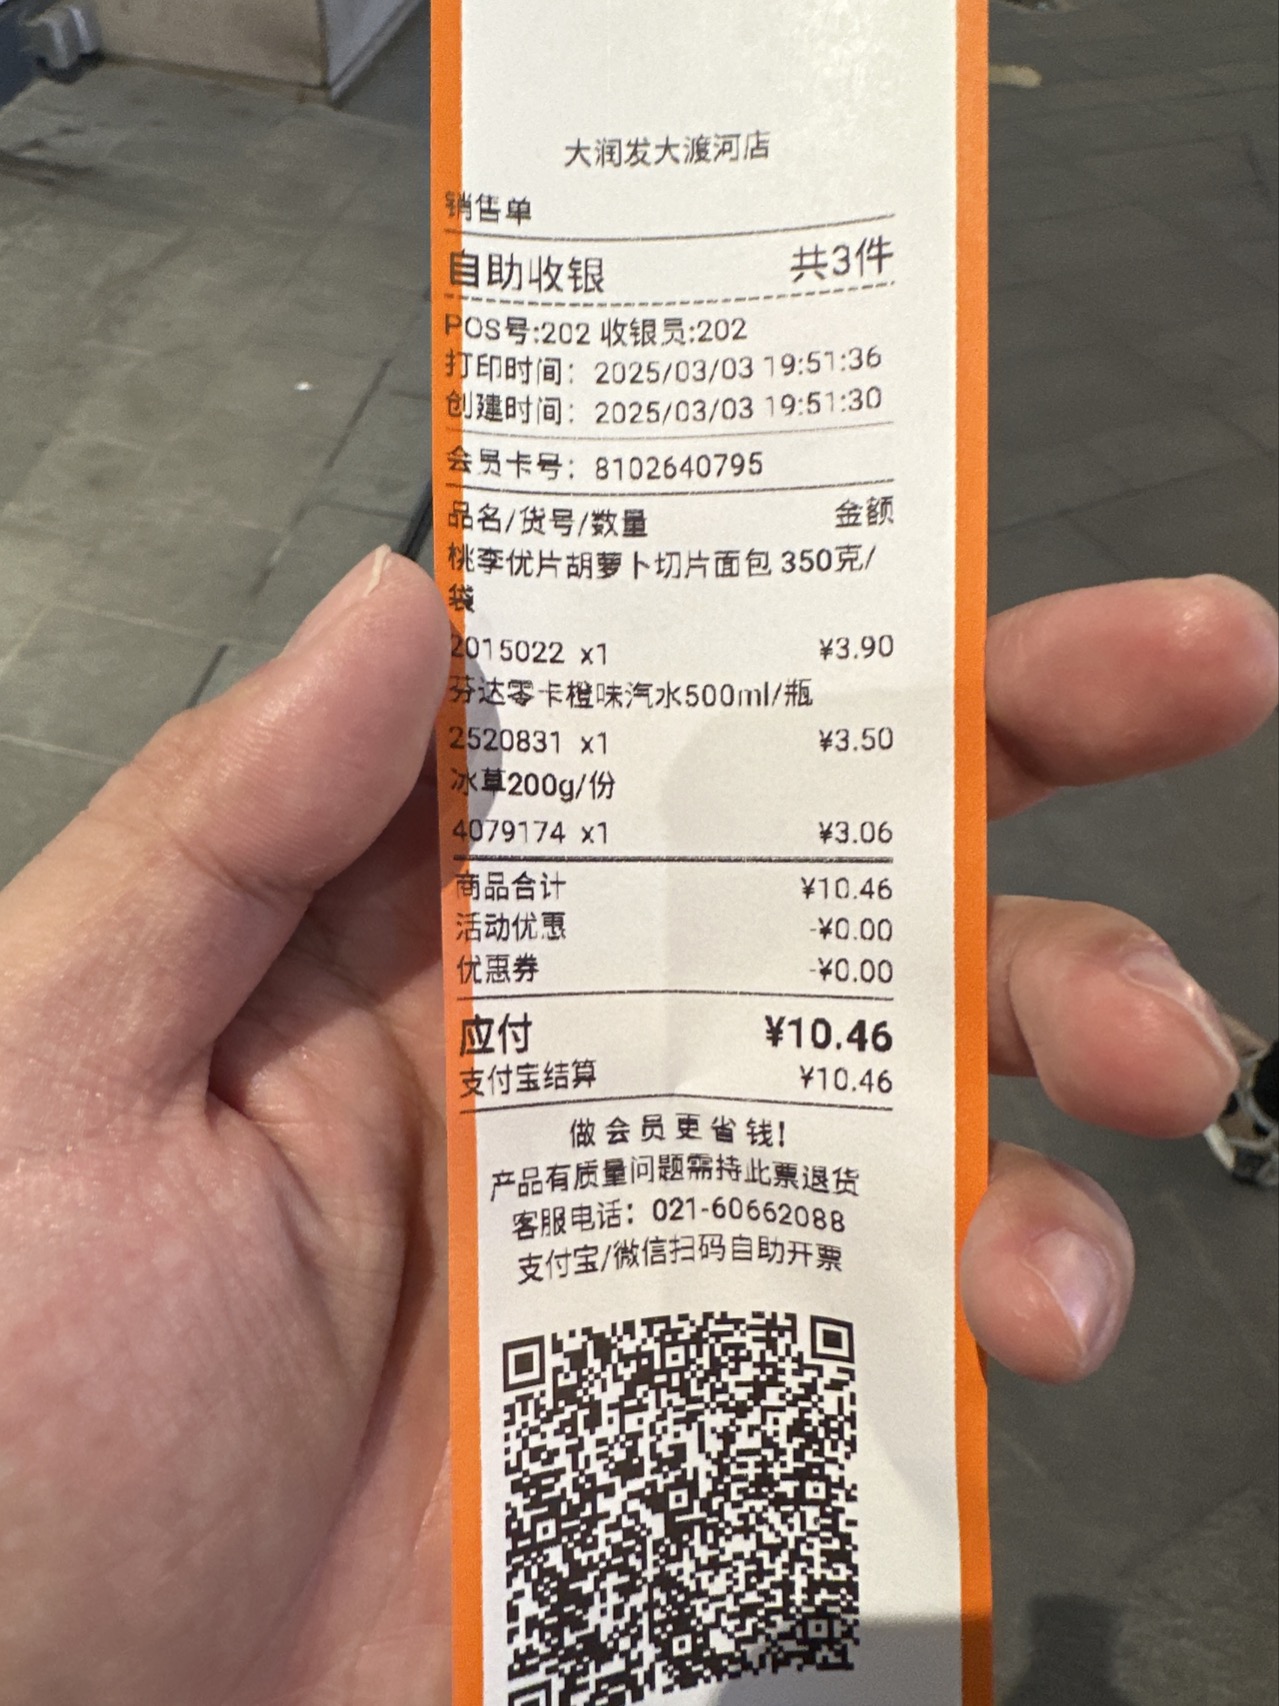 大润发大渡河店
销售单
自助收银 共3件
POS号:202 收银员:202
打印时间：2025/03/03 19:51:36
创建时间：2025/03/03 19:51:30
会员卡号：8102640795
品名/货号/数量 金额
桃李优片胡萝卜切片面包 350克/
袋
2015022 x1 ¥3.90
芬达零卡橙味汽水500ml/瓶
2520831 x1 ¥3.50
冰草200g/份
4079174 x1 ¥3.06
商品合计 ¥10.46
活动优惠 -¥0.00
优惠券 -¥0.00
应付 ¥10.46
支付宝结算 ¥10.46
做会员更省钱!
产品有质量问题需持此票退货
客服电话：021-60662088
支付宝/微信扫码自助开票